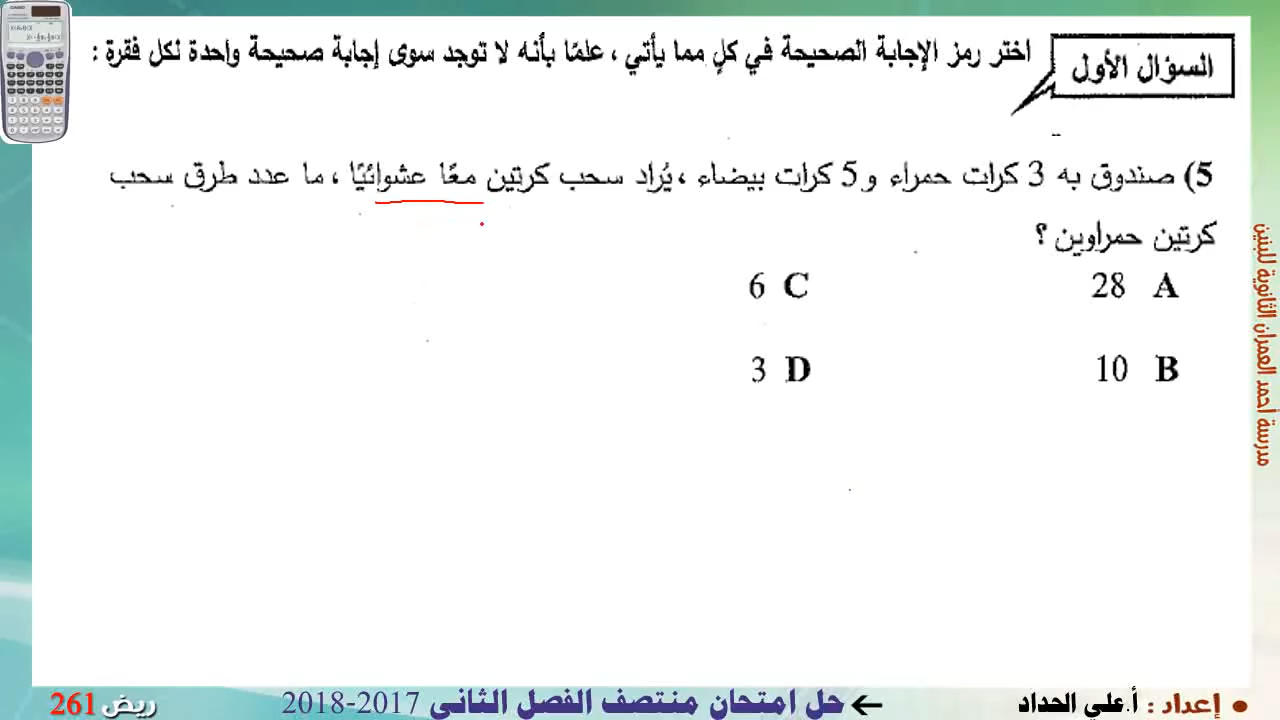 السؤال الأول
اختر رمز الإجابة الصحيحة في كلٍ مما يأتي ، علمًا بأنه لا توجد سوى إجابة صحيحة واحدة لكل فقرة :
5) صندوق به 3 كرات حمراء و 5 كرات بيضاء ، يُراد سحب كرتين معًا عشوائيًا ، ما عدد طرق سحب
كرتين حمراوين ؟
A 28
C 6
B 10
D 3
مدرسة أحمد العمران الثانوية للبنين
إعداد : أ.علي الحداد
← حل امتحان منتصف الفصل الثاني 2017-2018
ريض 261